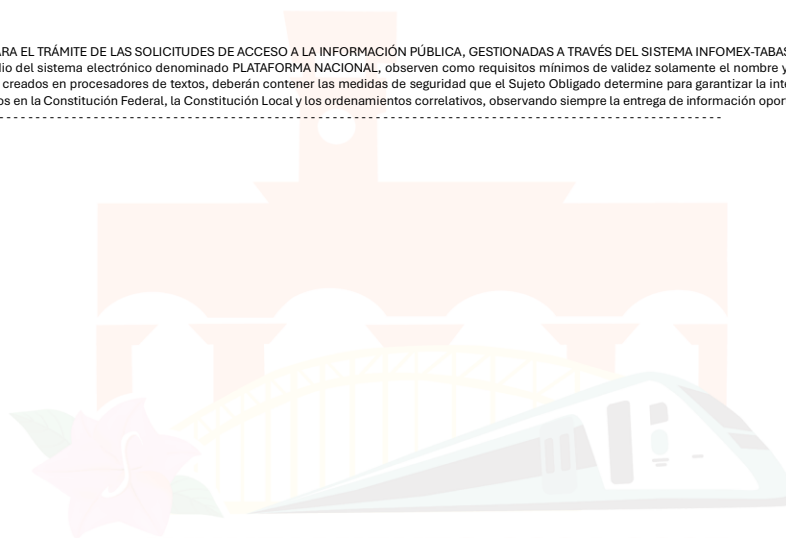 ARA EL TRÁMITE DE LAS SOLICITUDES DE ACCESO A LA INFORMACIÓN PÚBLICA, GESTIONADAS A TRAVÉS DEL SISTEMA INFOMEX-TABAS
dio del sistema electrónico denominado PLATAFORMA NACIONAL, observen como requisitos mínimos de validez solamente el nombre y
creados en procesadores de textos, deberán contener las medidas de seguridad que el Sujeto Obligado determine para garantizar la inte
os en la Constitución Federal, la Constitución Local y los ordenamientos correlativos, observando siempre la entrega de información opor